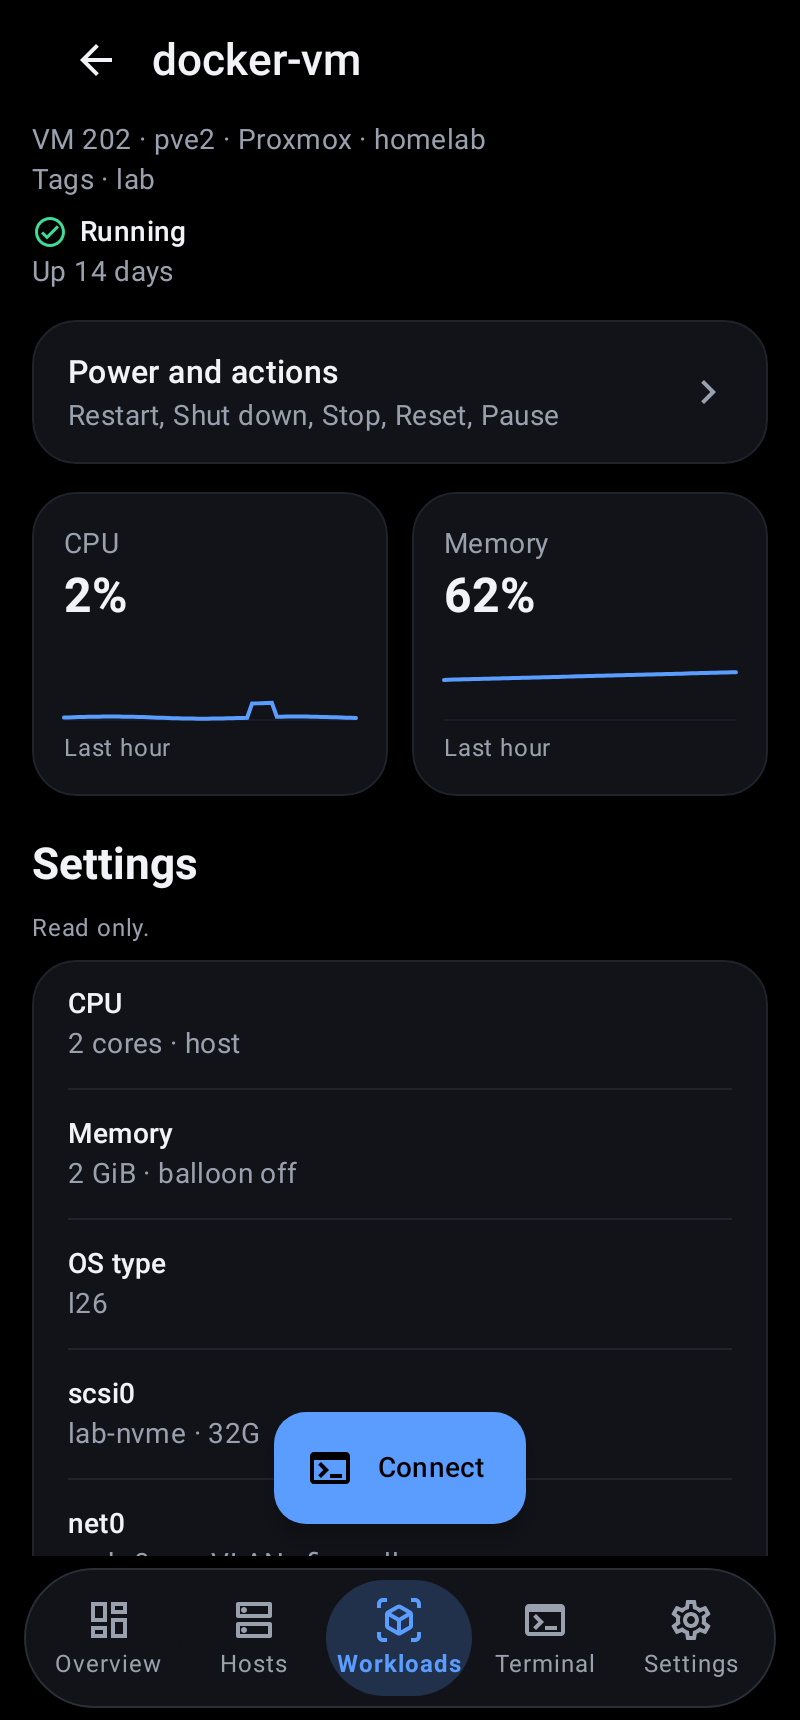 docker-vm
VM 202 · pve2 · Proxmox · homelab
Tags · lab
Running
Up 14 days
Power and actions
Restart, Shut down, Stop, Reset, Pause
CPU
2%
Last hour
Memory
62%
Last hour
Settings
Read only.
CPU
2 cores · host
Memory
2 GiB · balloon off
OS type
l26
scsi0
lab-nvme · 32G
Connect
net0
Overview
Hosts
Workloads
Terminal
Settings